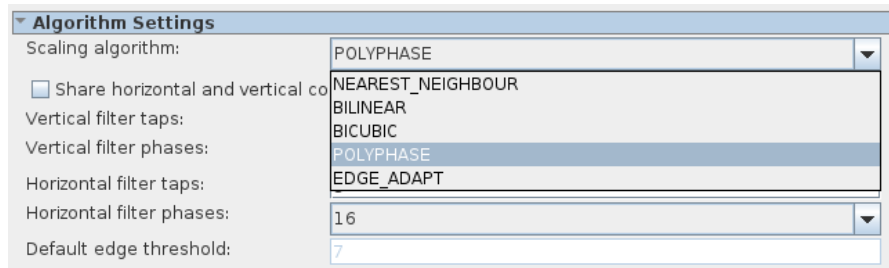 Algorithm Settings
Scaling algorithm:
POLYPHASE
NEAREST_NEIGHBOUR
BILINEAR
BICUBIC
POLYPHASE
EDGE_ADAPT
Share horizontal and vertical co
Vertical filter taps:
Vertical filter phases:
Horizontal filter taps:
Horizontal filter phases:
16
Default edge threshold:
7